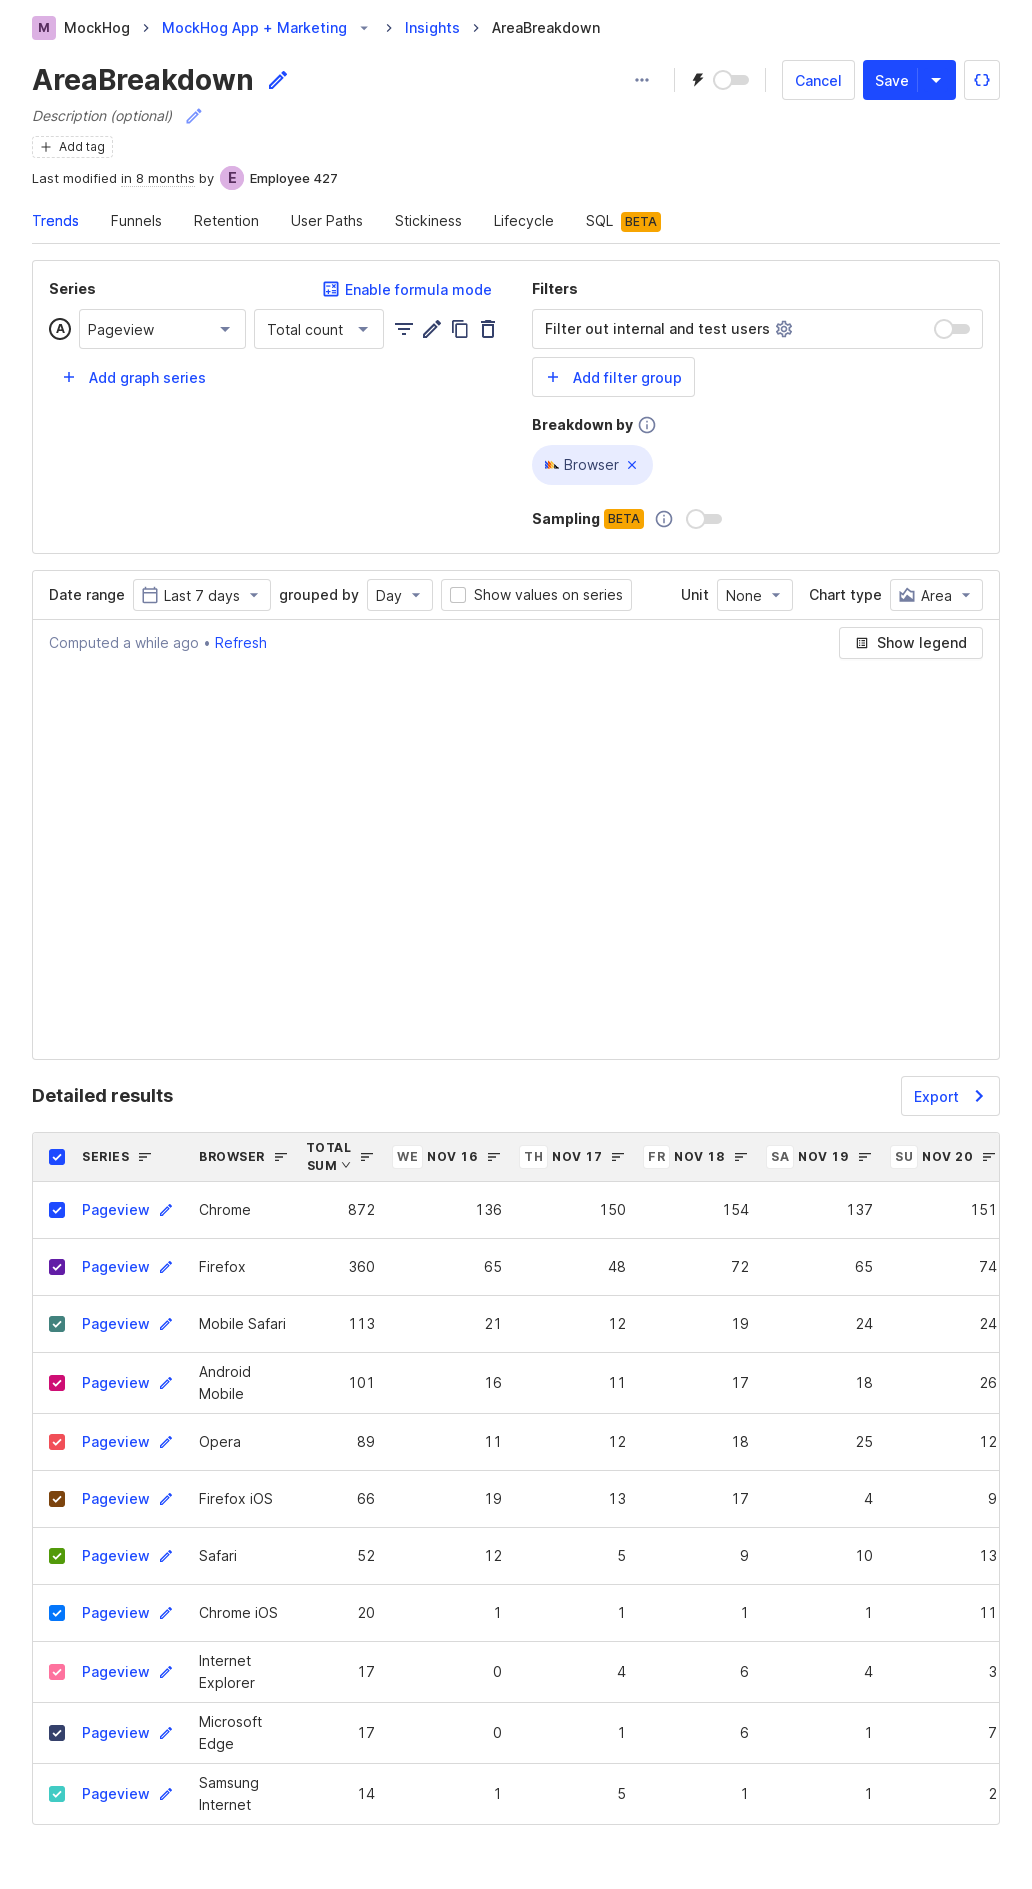 M MockHog MockHog App + Marketing Insights AreaBreakdown
AreaBreakdown Cancel Save
Description (optional)
Add tag
Last modified in 8 months by E Employee 427
Trends Funnels Retention User Paths Stickiness Lifecycle SQL BETA
Series Enable formula mode
A Pageview Total count
Add graph series
Filters
Filter out internal and test users
Add filter group
Breakdown by
Browser
Sampling BETA
Date range Last 7 days grouped by Day Show values on series Unit None Chart type Area
Computed a while ago • Refresh Show legend
Detailed results Export
SERIES BROWSER TOTAL SUM WE NOV 16 TH NOV 17 FR NOV 18 SA NOV 19 SU NOV 20
Pageview Chrome 872 136 150 154 137 151
Pageview Firefox 360 65 48 72 65 74
Pageview Mobile Safari 113 21 12 19 24 24
Pageview Android Mobile 101 16 11 17 18 26
Pageview Opera 89 11 12 18 25 12
Pageview Firefox iOS 66 19 13 17 4 9
Pageview Safari 52 12 5 9 10 13
Pageview Chrome iOS 20 1 1 1 1 11
Pageview Internet Explorer 17 0 4 6 4 3
Pageview Microsoft Edge 17 0 1 6 1 7
Pageview Samsung Internet 14 1 5 1 1 2